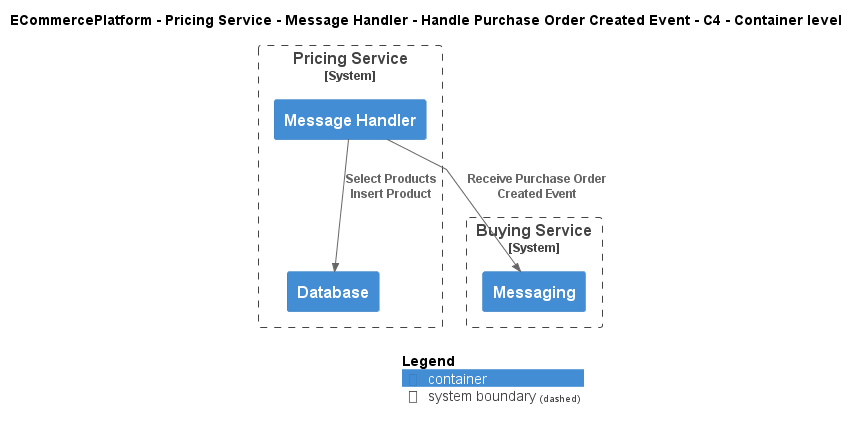 ECommercePlatform - Pricing Service - Message Handler - Handle Purchase Order Created Event - C4 - Container level
Pricing Service
[System]
Message Handler
Select Products
Insert Product
Receive Purchase Order
Created Event
Buying Service
[System]
Database
Messaging
Legend
container
system boundary (dashed)